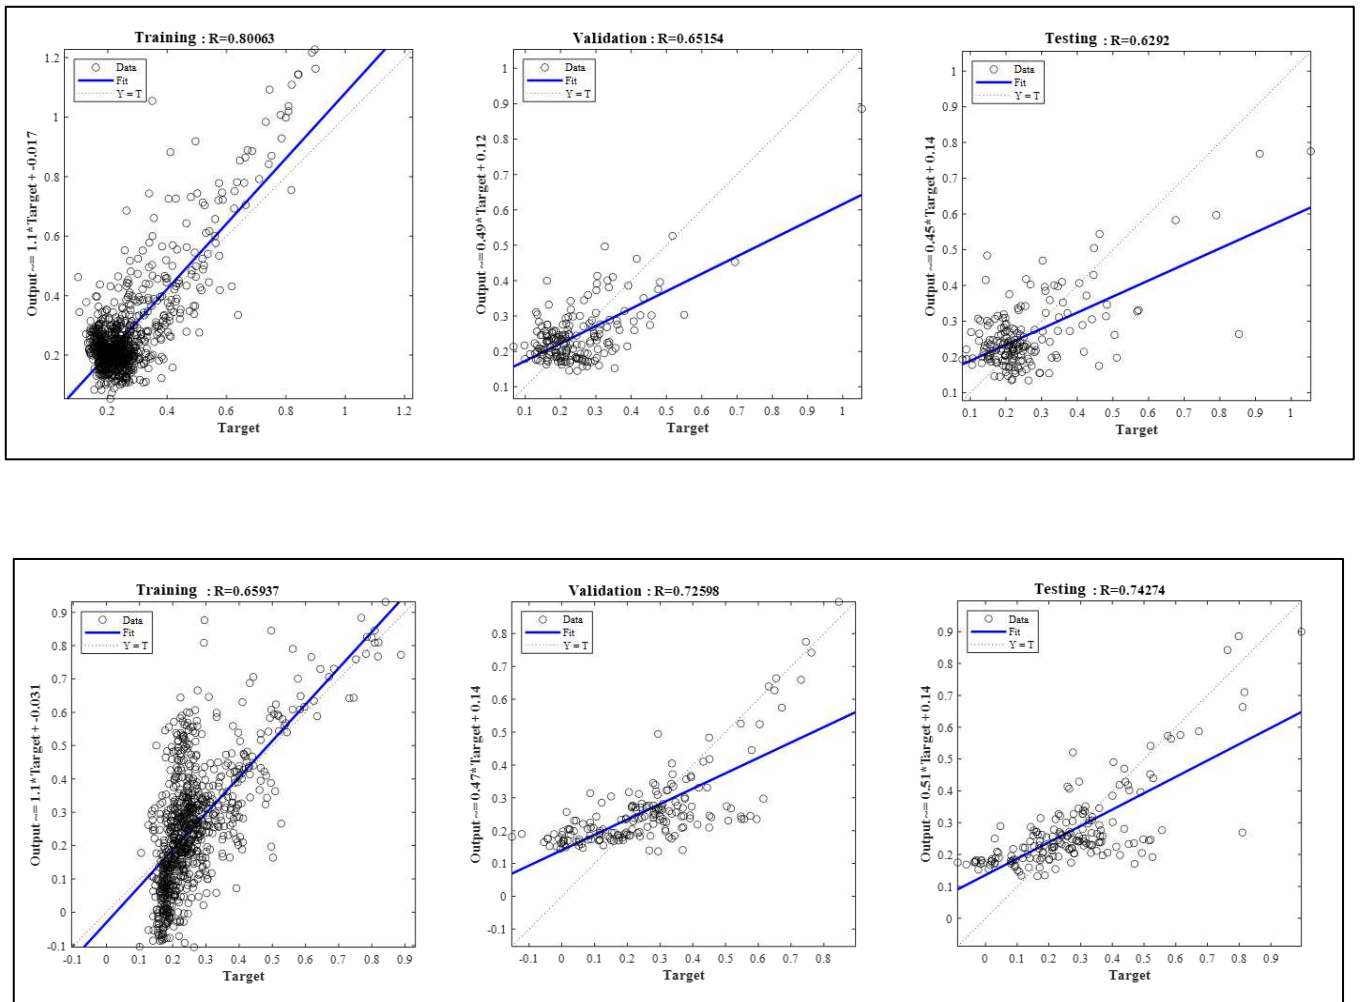 Training : R=0.80063
Data
Fit
Y = T
Output ~= 1.1*Target + -0.017
1.2
1
0.8
0.6
0.4
0.2
0.2 0.4 0.6 0.8 1 1.2
Target
Validation : R=0.65154
Data
Fit
Y = T
Output ~= 0.49*Target + 0.12
1
0.9
0.8
0.7
0.6
0.5
0.4
0.3
0.2
0.1
0.1 0.2 0.3 0.4 0.5 0.6 0.7 0.8 0.9 1
Target
Testing : R=0.6292
Data
Fit
Y = T
Output ~= 0.45*Target + 0.14
1
0.9
0.8
0.7
0.6
0.5
0.4
0.3
0.2
0.1
0.1 0.2 0.3 0.4 0.5 0.6 0.7 0.8 0.9 1
Target
Training : R=0.65937
Data
Fit
Y = T
Output ~= 1.1*Target + -0.031
0.9
0.8
0.7
0.6
0.5
0.4
0.3
0.2
0.1
0
-0.1
-0.1 0 0.1 0.2 0.3 0.4 0.5 0.6 0.7 0.8 0.9
Target
Validation : R=0.72598
Data
Fit
Y = T
Output ~= 0.47*Target + 0.14
0.8
0.7
0.6
0.5
0.4
0.3
0.2
0.1
0
-0.1
-0.1 0 0.1 0.2 0.3 0.4 0.5 0.6 0.7 0.8
Target
Testing : R=0.74274
Data
Fit
Y = T
Output ~= 0.51*Target + 0.14
0.9
0.8
0.7
0.6
0.5
0.4
0.3
0.2
0.1
0
0 0.1 0.2 0.3 0.4 0.5 0.6 0.7 0.8 0.9
Target